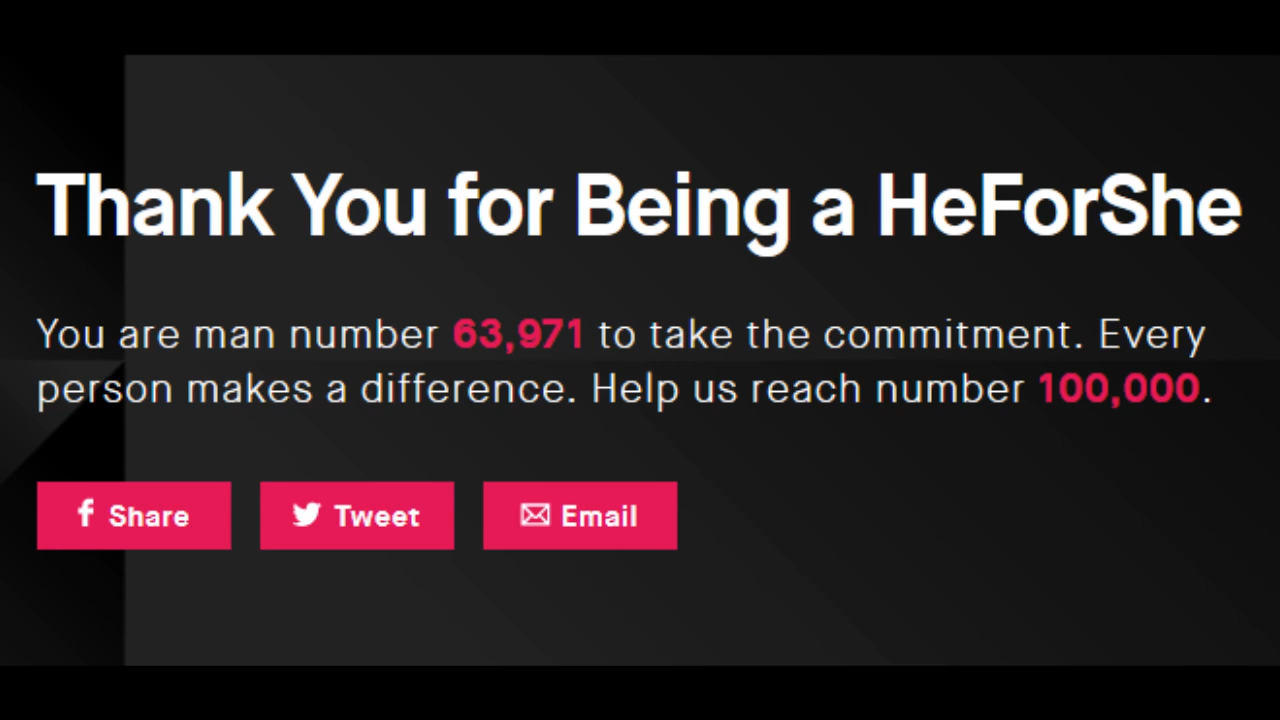 Thank You for Being a HeForShe
You are man number 63,971 to take the commitment. Every
person makes a difference. Help us reach number 100,000.
Share Tweet Email